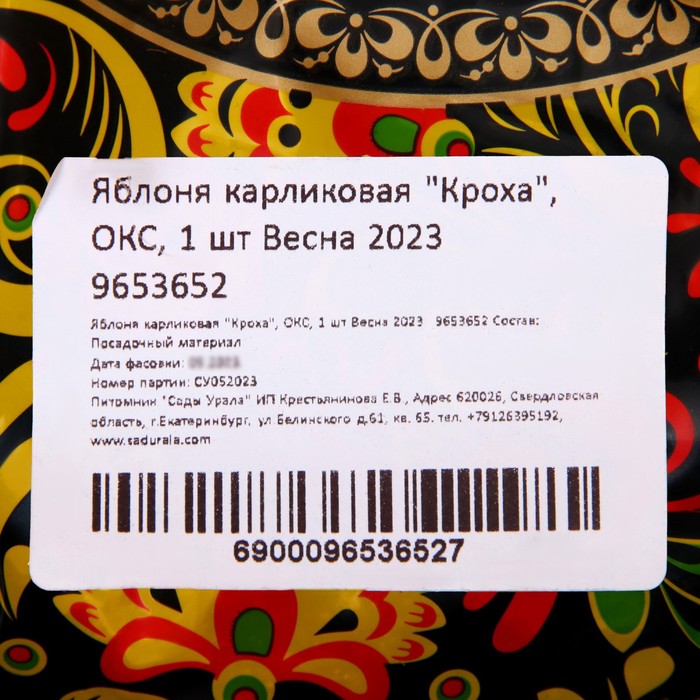 Яблоня карликовая "Кроха",
ОКС, 1 шт Весна 2023
9653652
Яблоня карликовая "Кроха", ОКС, 1 шт Весна 2023 9653652 Состав:
Посадочный материал
Дата фасовки:
Номер партии: СУ052023
Питомник "Сады Урала" ИП Крестьянинова Е.В., Адрес 620026, Свердловская
область, г.Екатеринбург, ул Белинского д.61, кв. 65. тел. +79126395192,
www.sadurala.com
6900096536527